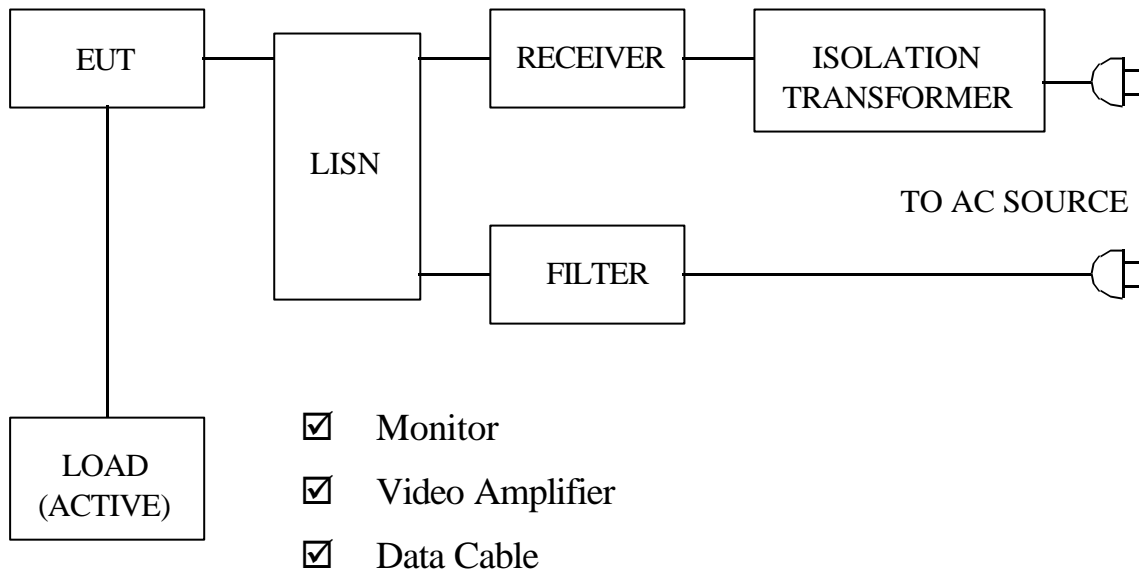 EUT
LISN
RECEIVER
ISOLATION
TRANSFORMER
TO AC SOURCE
FILTER
LOAD
(ACTIVE)
☑ Monitor
☑ Video Amplifier
☑ Data Cable